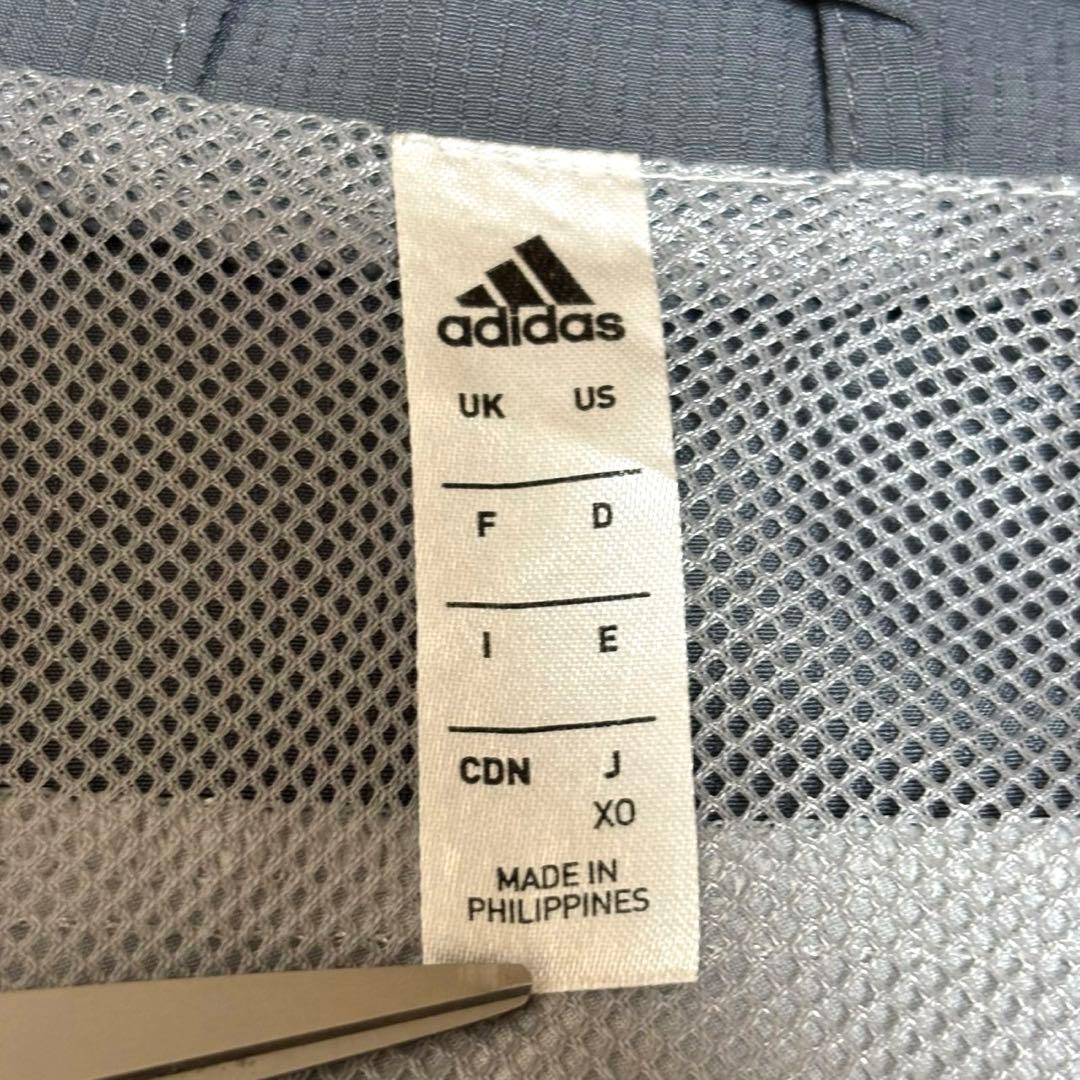 adidas
UK US
F D
I E
CDN J
XO
MADE IN
PHILIPPINES